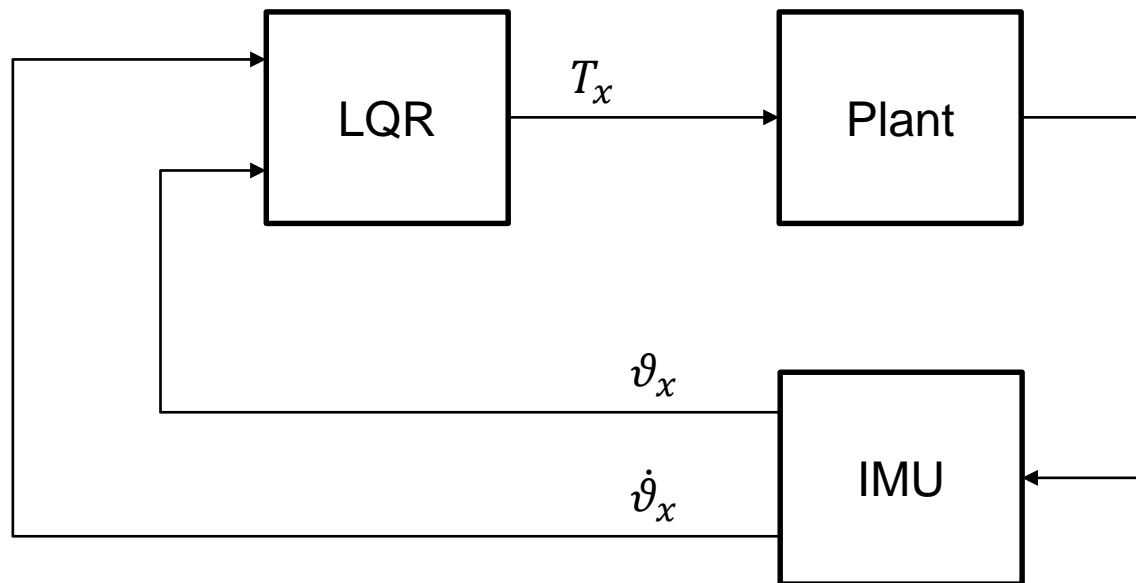 LQR
T_x
Plant
ϑ_x
ϑ̇_x
IMU